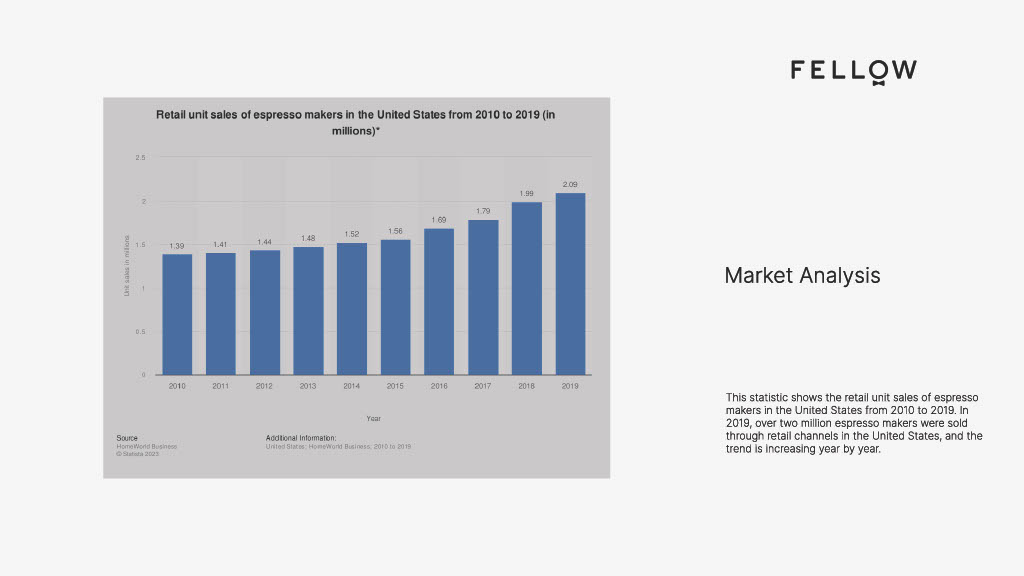 FELLOW
Retail unit sales of espresso makers in the United States from 2010 to 2019 (in
millions)*
Unit sales in millions
2.5
2
1.5
1
0.5
0
1.39
1.41
1.44
1.48
1.52
1.56
1.69
1.79
1.99
2.09
2010 2011 2012 2013 2014 2015 2016 2017 2018 2019
Year
Source
HomeWorld Business
© Statista 2023
Additional Information:
United States; HomeWorld Business; 2010 to 2019
Market Analysis
This statistic shows the retail unit sales of espresso
makers in the United States from 2010 to 2019. In
2019, over two million espresso makers were sold
through retail channels in the United States, and the
trend is increasing year by year.